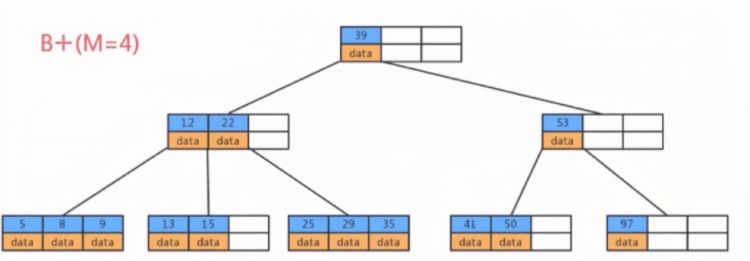 B+(M=4)
39
data
12 22
data data
53
data
5 8 9
data data data
13 15
data data
25 29 35
data data data
41 50
data data
97
data